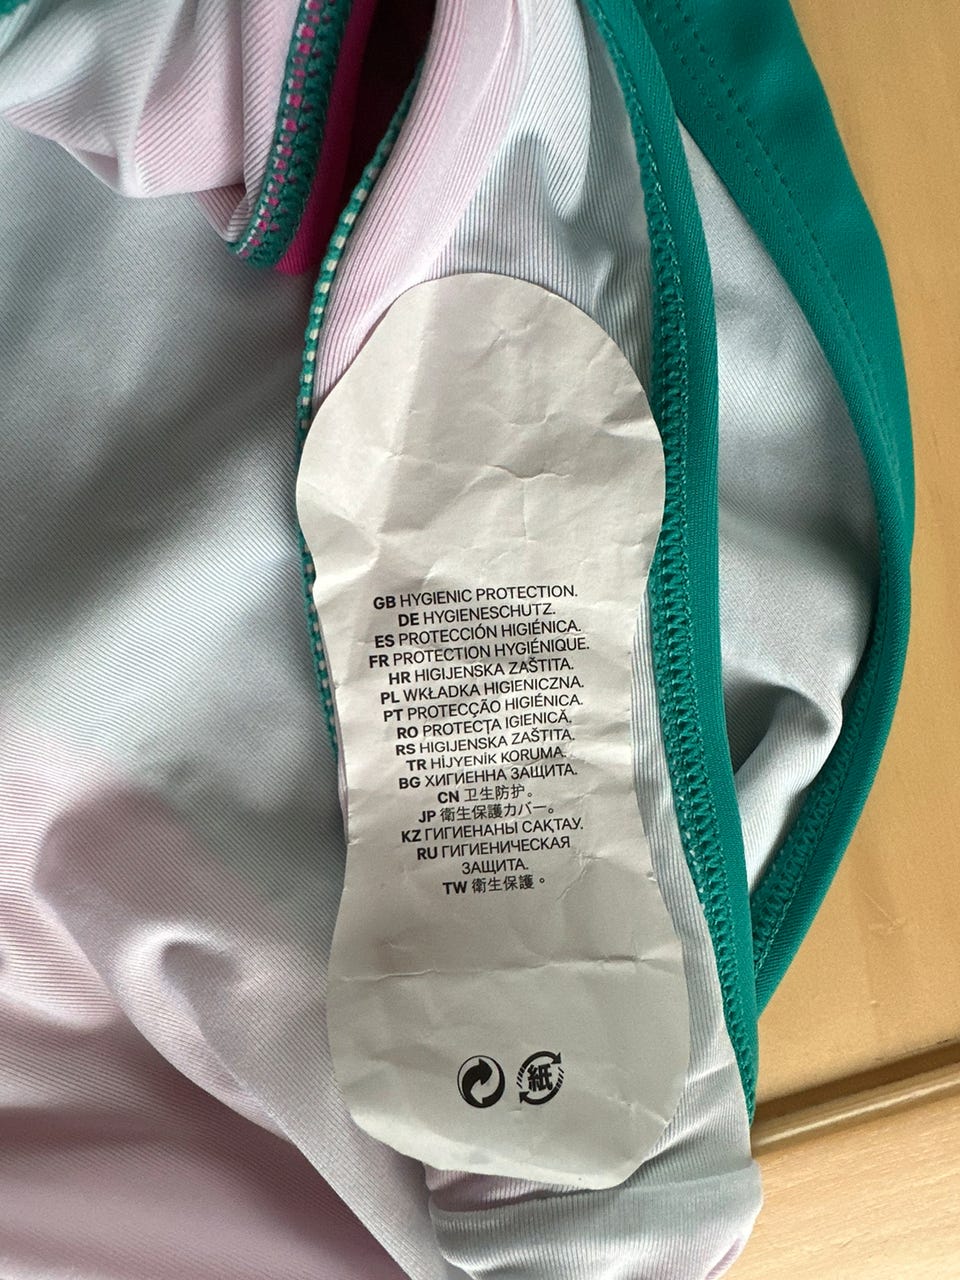 GB HYGIENIC PROTECTION.
DE HYGIENESCHUTZ.
ES PROTECCIÓN HIGIÉNICA.
FR PROTECTION HYGIÉNIQUE.
HR HIGIJENSKA ZAŠTITA.
PL WKŁADKA HIGIENICZNA.
PT PROTECÇÃO HIGIÉNICA.
RO PROTECȚA IGIENICĂ.
RS HIGIJENSKA ZAŠTITA.
TR HİJYENİK KORUMA.
BG ХИГИЕННА ЗАЩИТА.
CN 卫生防护。
JP 衛生保護カバー。
KZ ГИГИЕНАНЫ САҚТАУ.
RU ГИГИЕНИЧЕСКАЯ
ЗАЩИТА.
TW 衛生保護。
紙